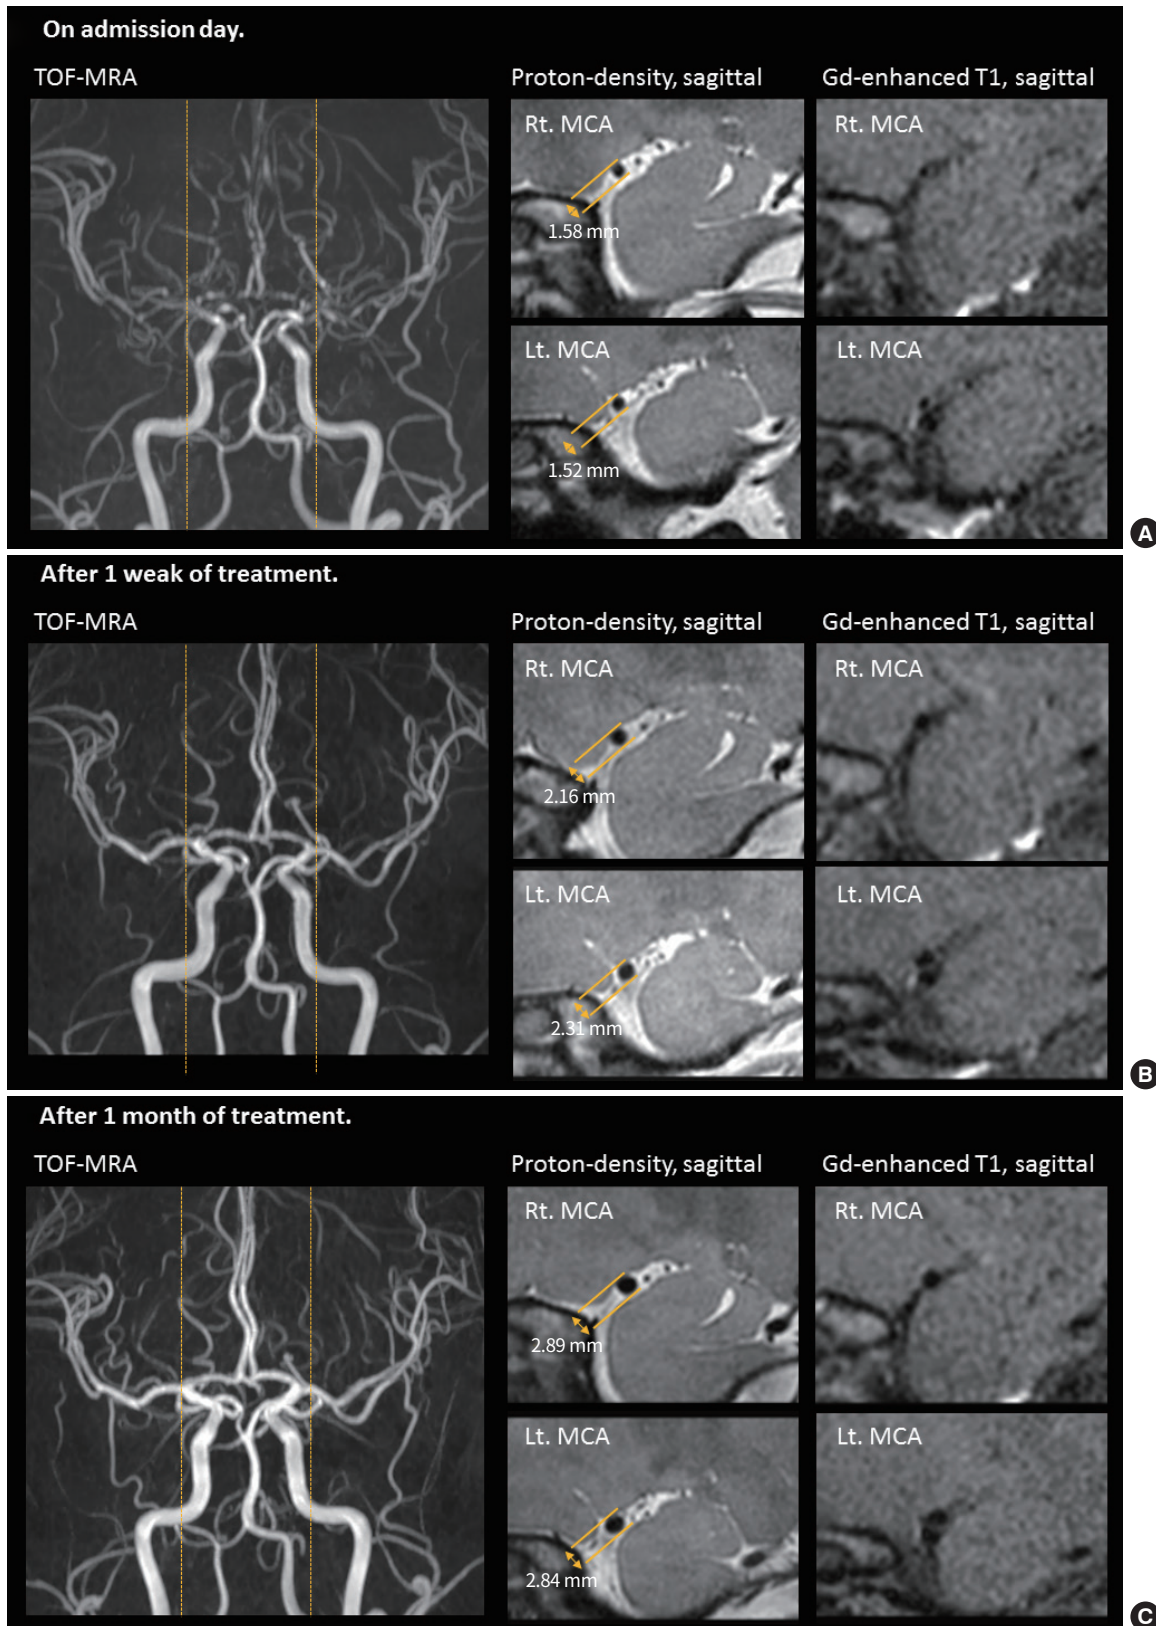 On admission day.
TOF-MRA
Proton-density, sagittal
Gd-enhanced T1, sagittal
Rt. MCA
Rt. MCA
1.58 mm
Lt. MCA
Lt. MCA
1.52 mm
A
After 1 weak of treatment.
TOF-MRA
Proton-density, sagittal
Gd-enhanced T1, sagittal
Rt. MCA
Rt. MCA
2.16 mm
Lt. MCA
Lt. MCA
2.31 mm
B
After 1 month of treatment.
TOF-MRA
Proton-density, sagittal
Gd-enhanced T1, sagittal
Rt. MCA
Rt. MCA
2.89 mm
Lt. MCA
Lt. MCA
2.84 mm
C